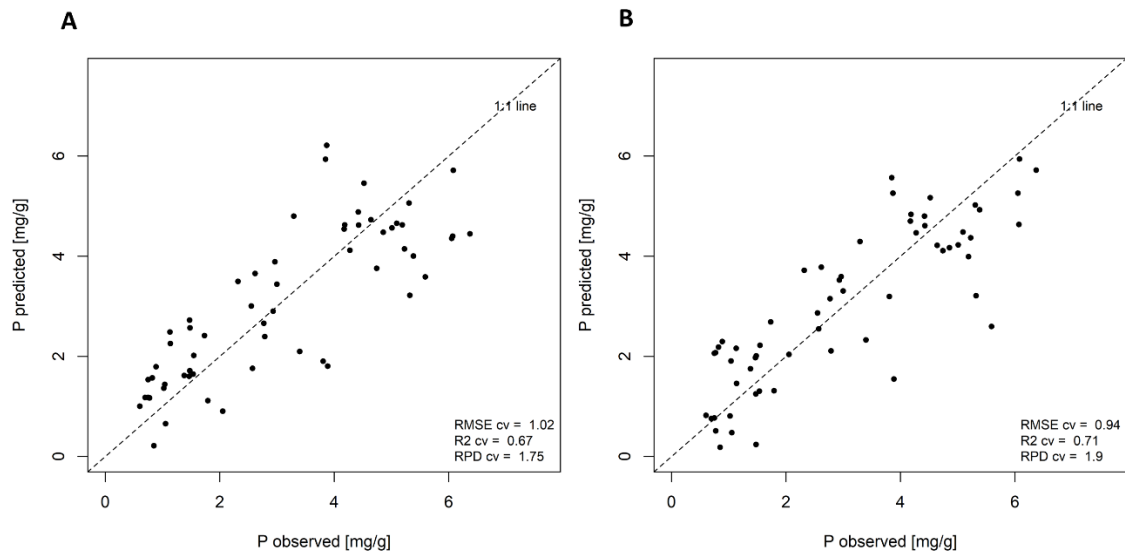 A
P predicted [mg/g]
6
4
2
0
1:1 line
RMSE cv = 1.02
R2 cv = 0.67
RPD cv = 1.75
0 2 4 6
P observed [mg/g]
B
P predicted [mg/g]
6
4
2
0
1:1 line
RMSE cv = 0.94
R2 cv = 0.71
RPD cv = 1.9
0 2 4 6
P observed [mg/g]